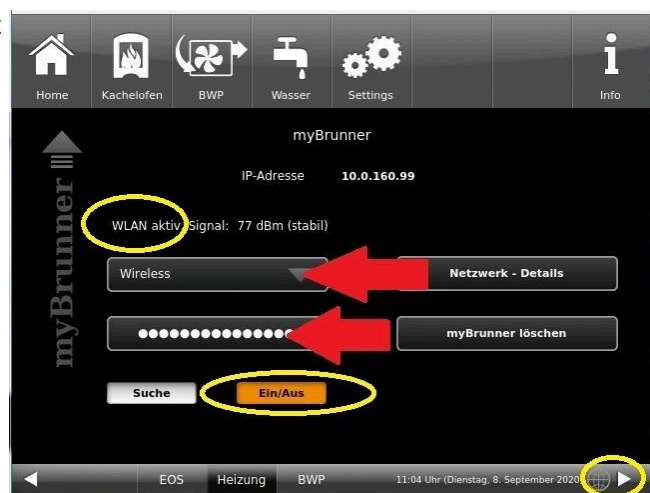 Home Kachelofen BWP Wasser Settings Info
myBrunner
myBrunner
IP-Adresse 10.0.160.99
WLAN aktiv, Signal: 77 dBm (stabil)
Wireless Netzwerk - Details
myBrunner löschen
Suche Ein/Aus
EOS Heizung BWP 11:04 Uhr (Dienstag, 8. September 2020)